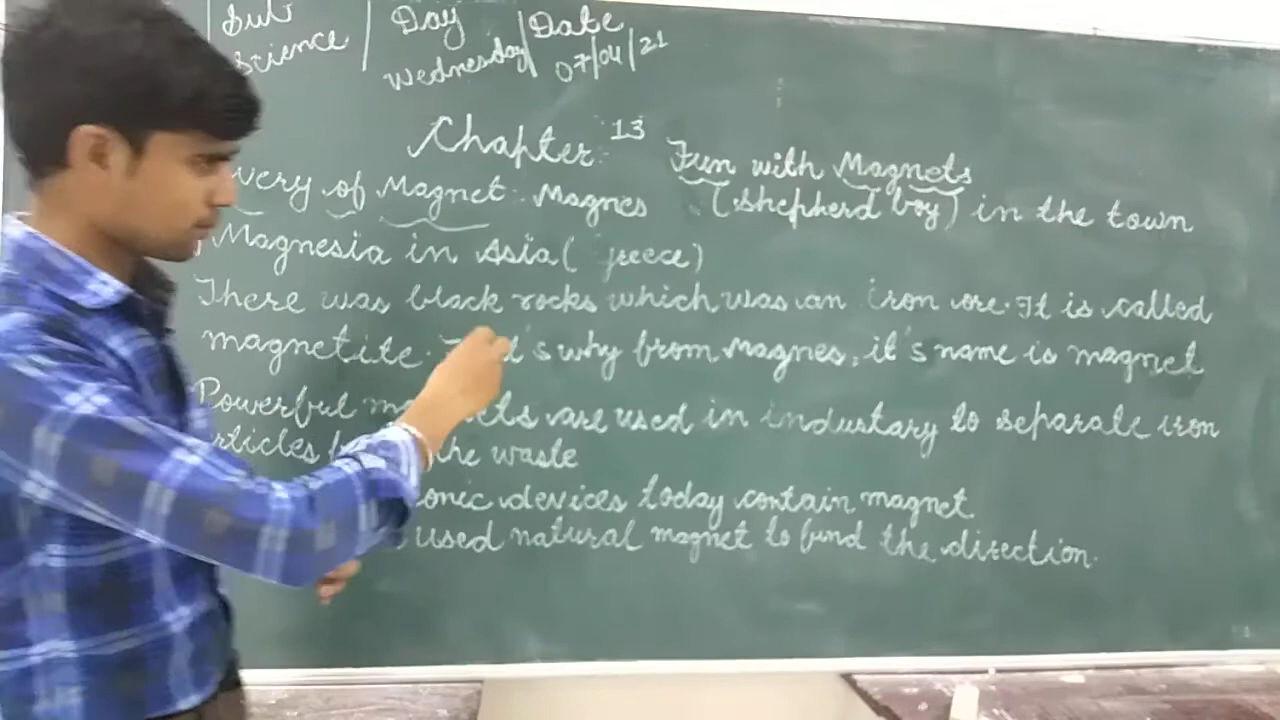 Sub | Day | Date
Science | Wednesday | 07/04/21
Chapter 13 Fun with Magnets
very of Magnet: Magnes (shepherd boy) in the town
Magnesia in Asia (greece)
There was black rocks which was an iron ore. It is called
magnetite. 's why from Magnes, it's name is magnet
Powerful are used in industary to separate iron
rticles the waste
onic devices today contain magnet
used natural magnet to find the direction.